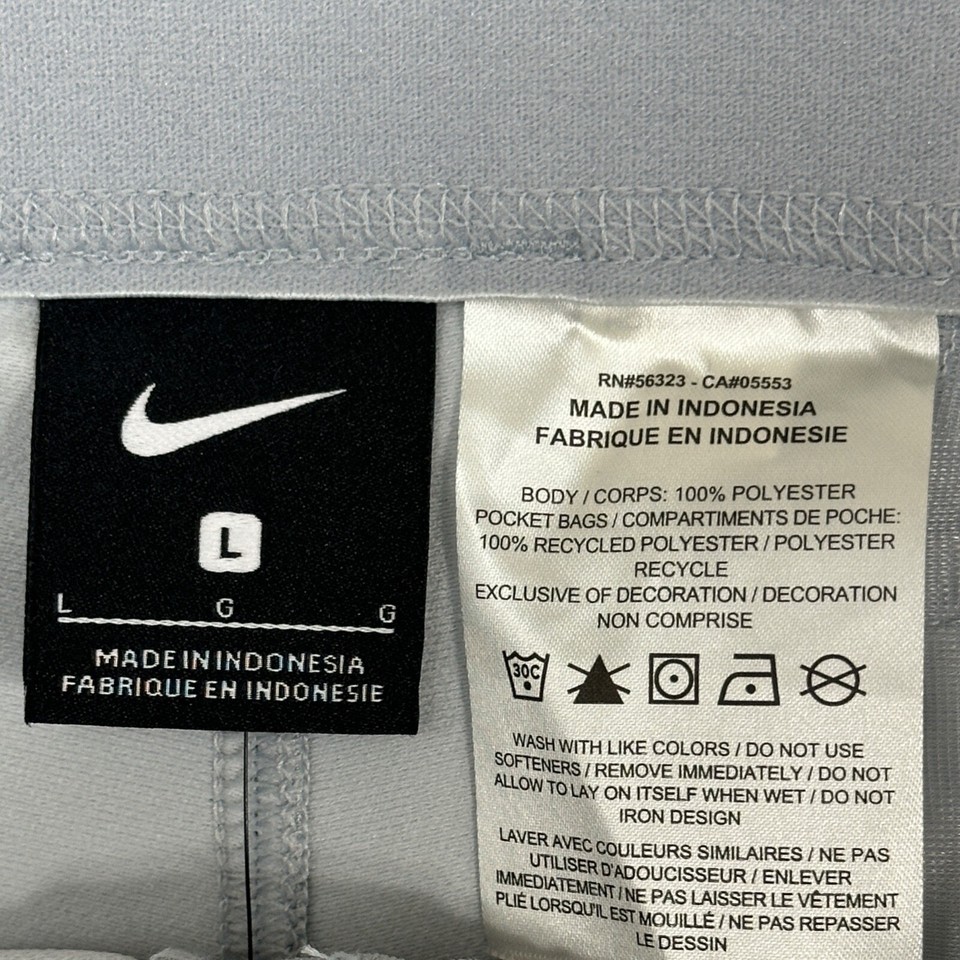 L
L G G
MADE IN INDONESIA
FABRIQUE EN INDONESIE
RN#56323 - CA#05553
MADE IN INDONESIA
FABRIQUE EN INDONESIE
BODY / CORPS: 100% POLYESTER
POCKET BAGS / COMPARTIMENTS DE POCHE:
100% RECYCLED POLYESTER / POLYESTER
RECYCLE
EXCLUSIVE OF DECORATION / DECORATION
NON COMPRISE
30C
WASH WITH LIKE COLORS / DO NOT USE
SOFTENERS / REMOVE IMMEDIATELY / DO NOT
ALLOW TO LAY ON ITSELF WHEN WET / DO NOT
IRON DESIGN
LAVER AVEC COULEURS SIMILAIRES / NE PAS
UTILISER D'ADOUCISSEUR / ENLEVER
IMMEDIATEMENT / NE PAS LAISSER LE VÊTEMENT
PLIÉ LORSQU'IL EST MOUILLÉ / NE PAS REPASSER
LE DESSIN